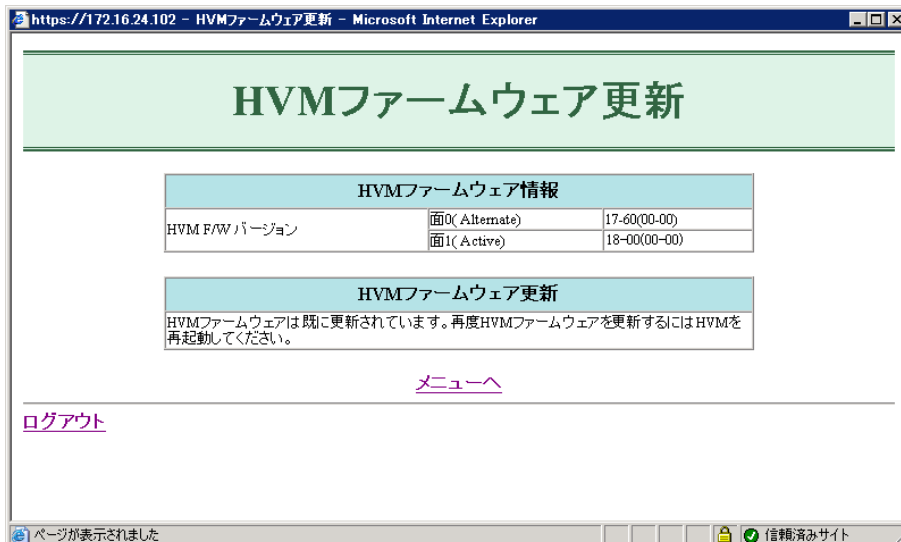 https://172.16.24.102 - HVMファームウェア更新 - Microsoft Internet Explorer
HVMファームウェア更新
HVMファームウェア情報
HVM F/W バージョン
面0( Alternate)
17-60(00-00)
面1( Active)
18-00(00-00)
HVMファームウェア更新
HVMファームウェアは既に更新されています。再度HVMファームウェアを更新するにはHVMを
再起動してください。
メニューへ
ログアウト
ページが表示されました
信頼済みサイト